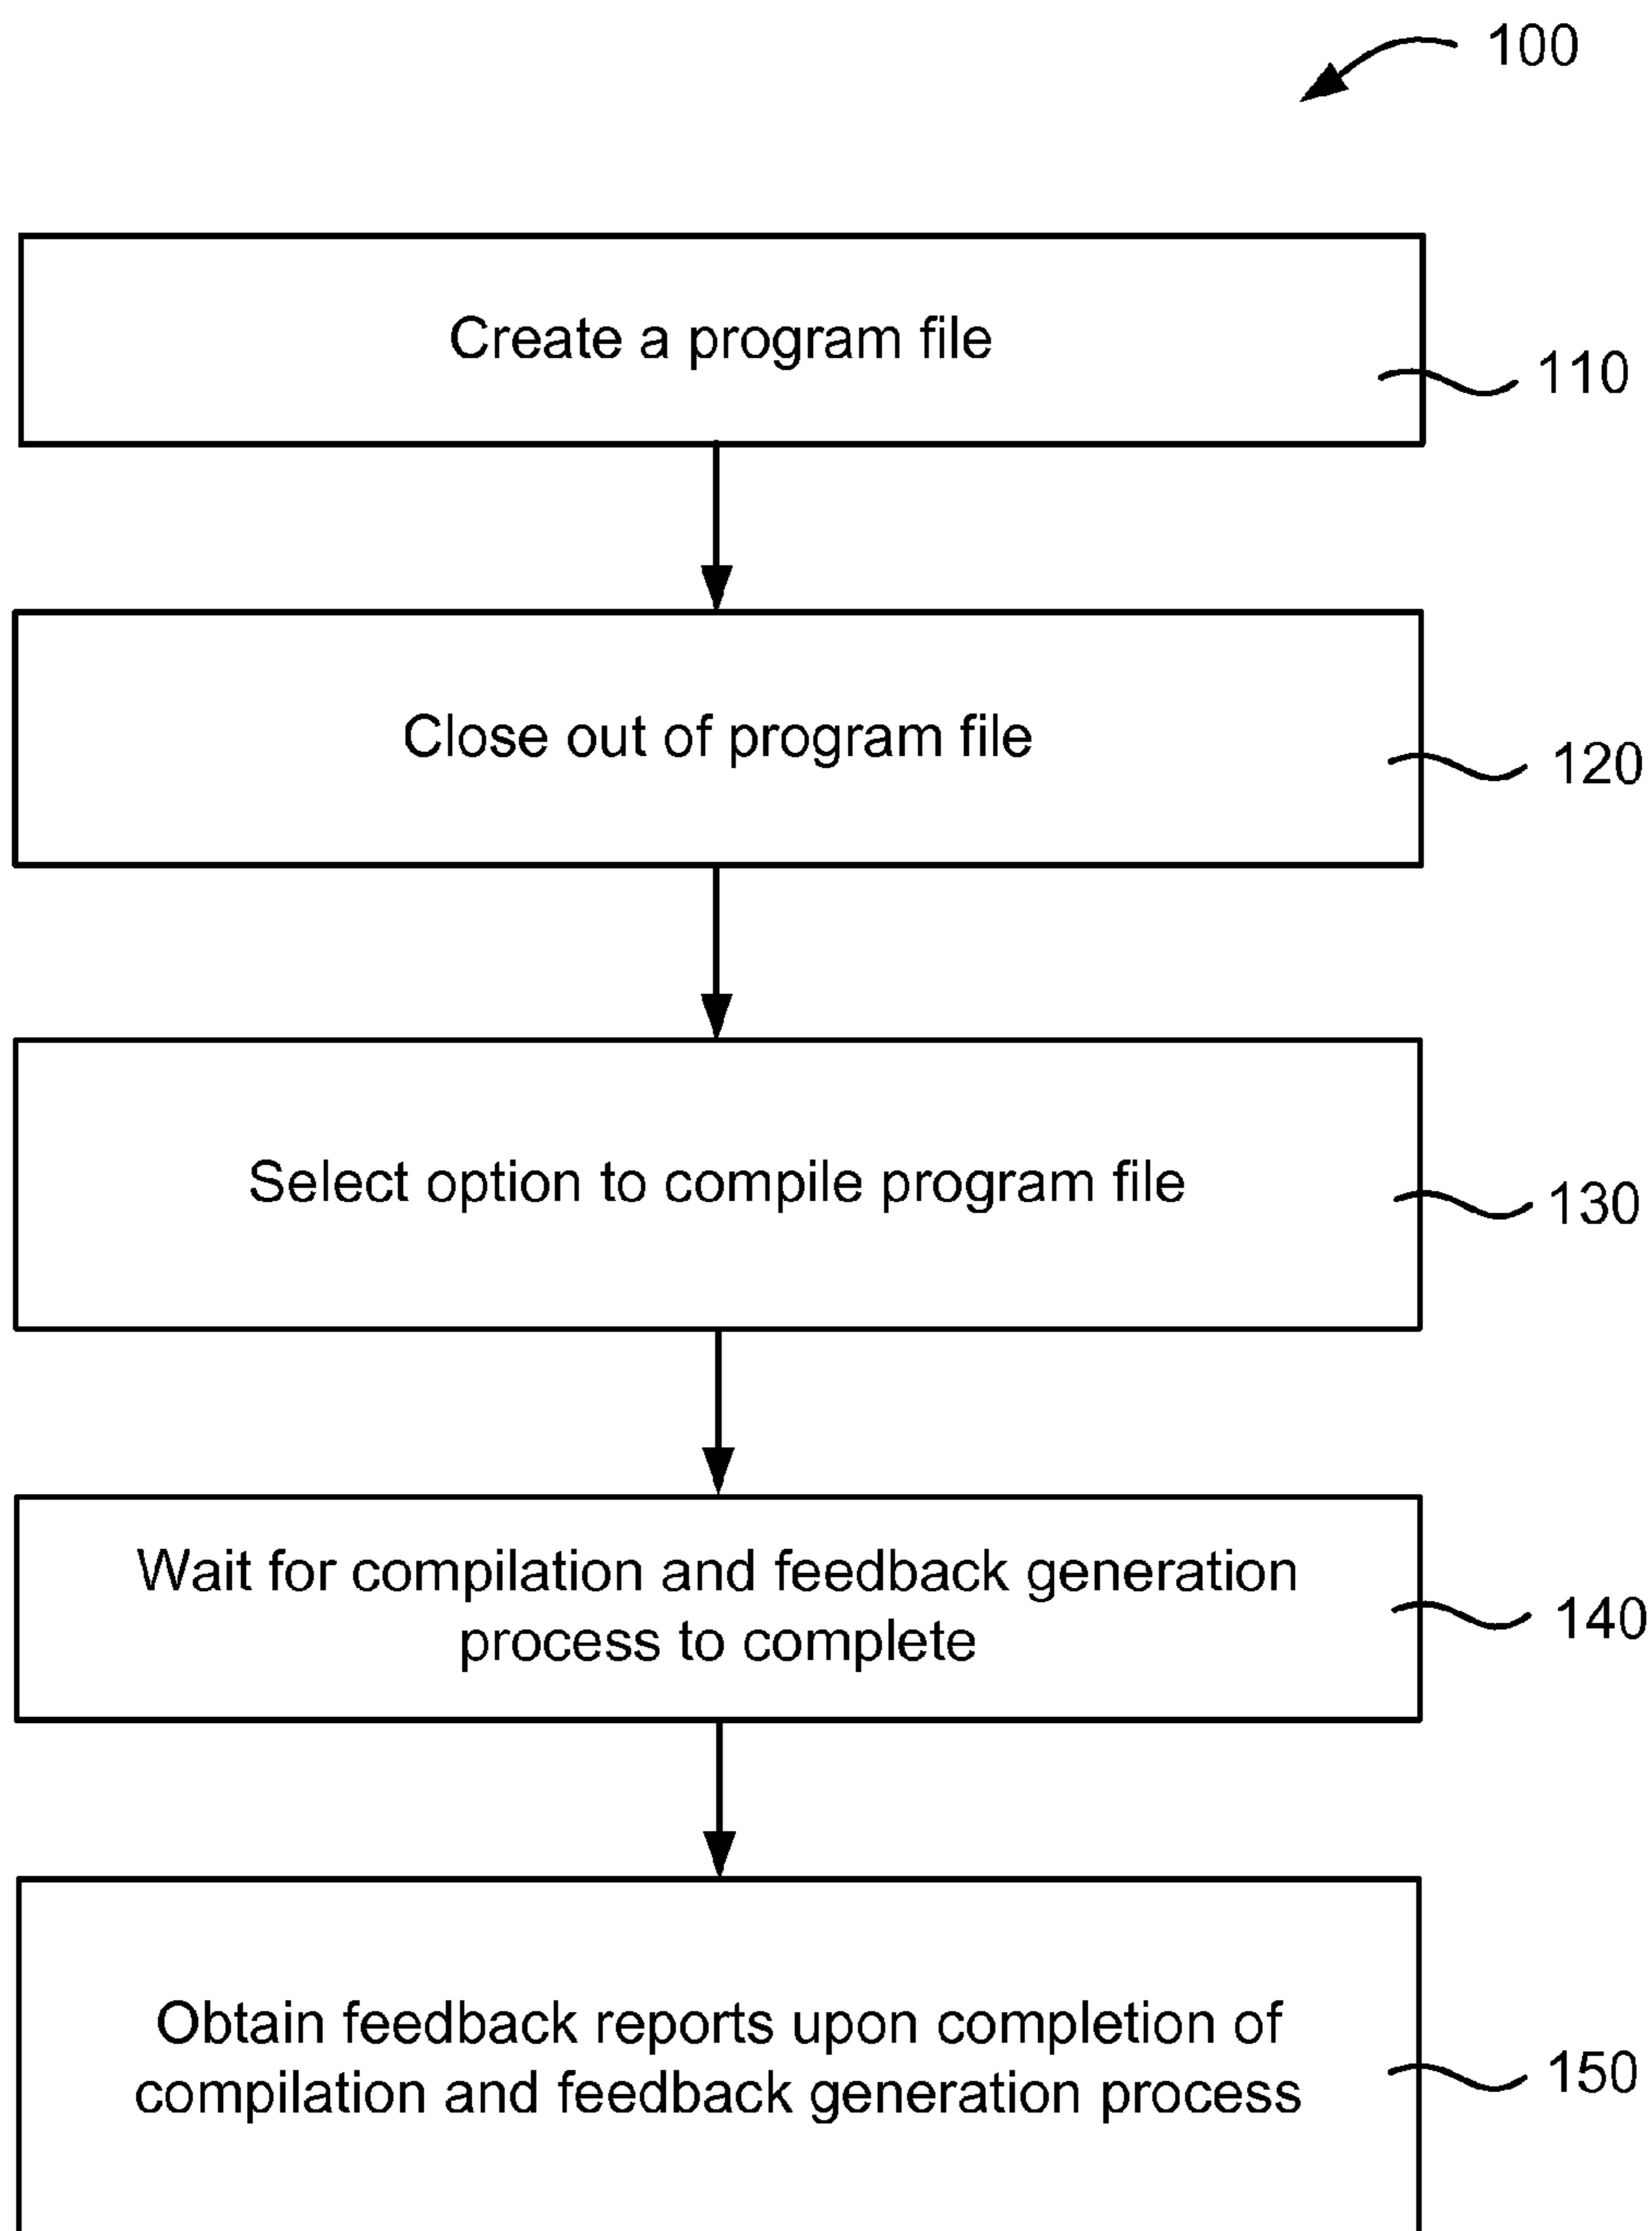 100
Create a program file
110
Close out of program file
120
Select option to compile program file
130
Wait for compilation and feedback generation
process to complete
140
Obtain feedback reports upon completion of
compilation and feedback generation process
150